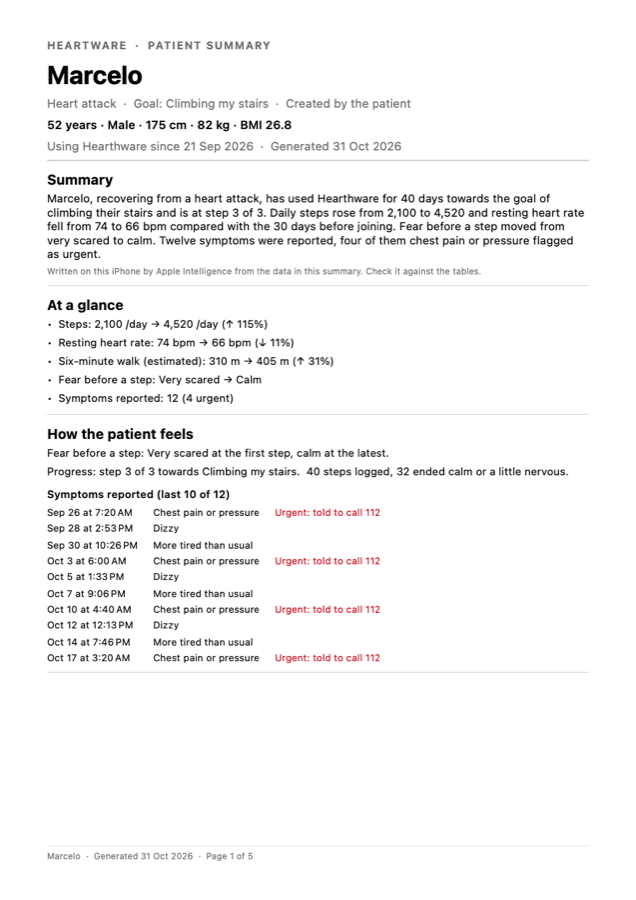 HEARTWARE · PATIENT SUMMARY
Marcelo
Heart attack · Goal: Climbing my stairs · Created by the patient
52 years · Male · 175 cm · 82 kg · BMI 26.8
Using Hearthware since 21 Sep 2026 · Generated 31 Oct 2026
Summary
Marcelo, recovering from a heart attack, has used Hearthware for 40 days towards the goal of
climbing their stairs and is at step 3 of 3. Daily steps rose from 2,100 to 4,520 and resting heart rate
fell from 74 to 66 bpm compared with the 30 days before joining. Fear before a step moved from
very scared to calm. Twelve symptoms were reported, four of them chest pain or pressure flagged
as urgent.
Written on this iPhone by Apple Intelligence from the data in this summary. Check it against the tables.
At a glance
• Steps: 2,100 /day → 4,520 /day (↑ 115%)
• Resting heart rate: 74 bpm → 66 bpm (↓ 11%)
• Six-minute walk (estimated): 310 m → 405 m (↑ 31%)
• Fear before a step: Very scared → Calm
• Symptoms reported: 12 (4 urgent)
How the patient feels
Fear before a step: Very scared at the first step, calm at the latest.
Progress: step 3 of 3 towards Climbing my stairs. 40 steps logged, 32 ended calm or a little nervous.
Symptoms reported (last 10 of 12)
Sep 26 at 7:20 AM Chest pain or pressure Urgent: told to call 112
Sep 28 at 2:53 PM Dizzy
Sep 30 at 10:26 PM More tired than usual
Oct 3 at 6:00 AM Chest pain or pressure Urgent: told to call 112
Oct 5 at 1:33 PM Dizzy
Oct 7 at 9:06 PM More tired than usual
Oct 10 at 4:40 AM Chest pain or pressure Urgent: told to call 112
Oct 12 at 12:13 PM Dizzy
Oct 14 at 7:46 PM More tired than usual
Oct 17 at 3:20 AM Chest pain or pressure Urgent: told to call 112
Marcelo · Generated 31 Oct 2026 · Page 1 of 5